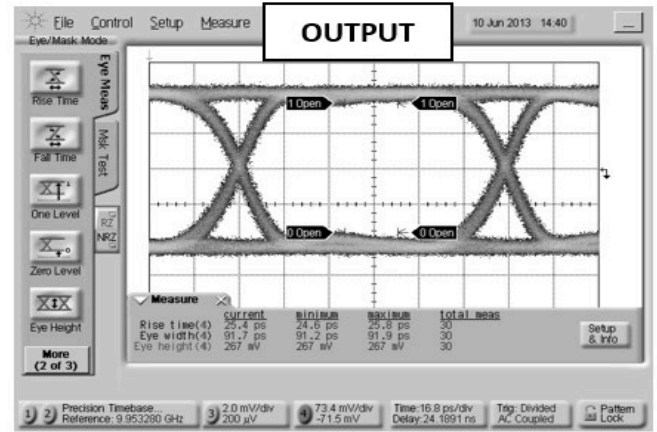 File Control Setup Measure
OUTPUT
10 Jun 2013 14:40
Eye/Mask Mode
Eye Meas
Msk Test
RZ
NRZ
Rise Time
Fall Time
One Level
Zero Level
Eye Height
More
(2 of 3)
1 Open 1 Open
0 Open 0 Open
Measure
current minimum maximum total meas
Rise time(4) 25.4 ps 24.6 ps 25.8 ps 30
Eye width(4) 91.7 ps 91.2 ps 91.9 ps 30
Eye height(4) 267 mV 267 mV 267 mV 30
Setup
& Info
1) 2) Precision Timebase...
Reference: 9.953280 GHz
3) 2.0 mV/div
200 µV
4) 73.4 mV/div
-71.5 mV
Time:16.8 ps/div
Delay:24.1891 ns
Trig: Divided
AC Coupled
Pattern
Lock